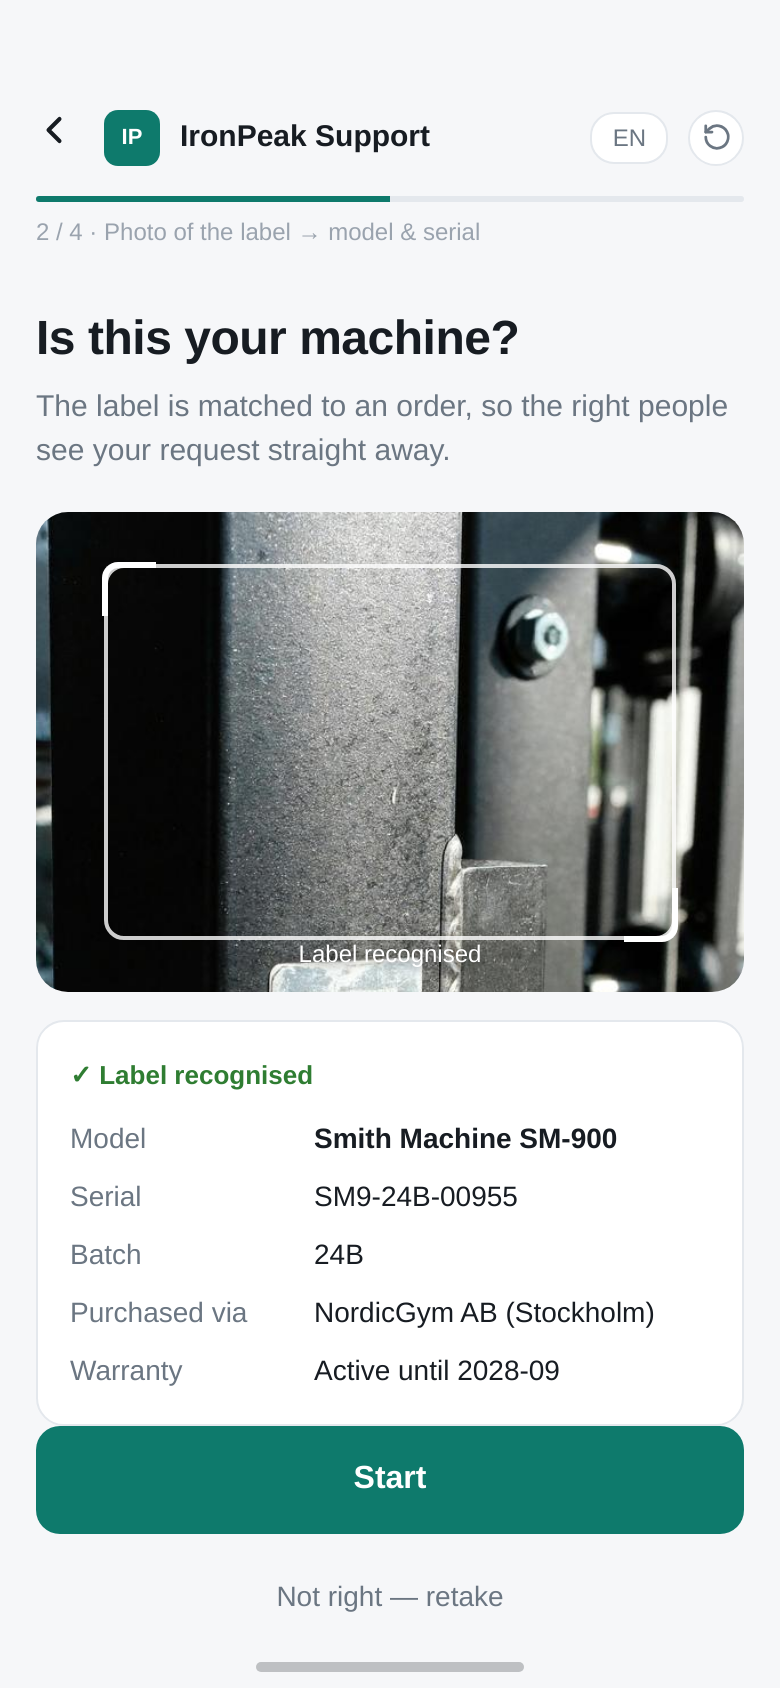 IP
IronPeak Support
EN
2 / 4 · Photo of the label → model & serial
Is this your machine?
The label is matched to an order, so the right people
see your request straight away.
Label recognised
✓ Label recognised
Model Smith Machine SM-900
Serial SM9-24B-00955
Batch 24B
Purchased via NordicGym AB (Stockholm)
Warranty Active until 2028-09
Start
Not right — retake